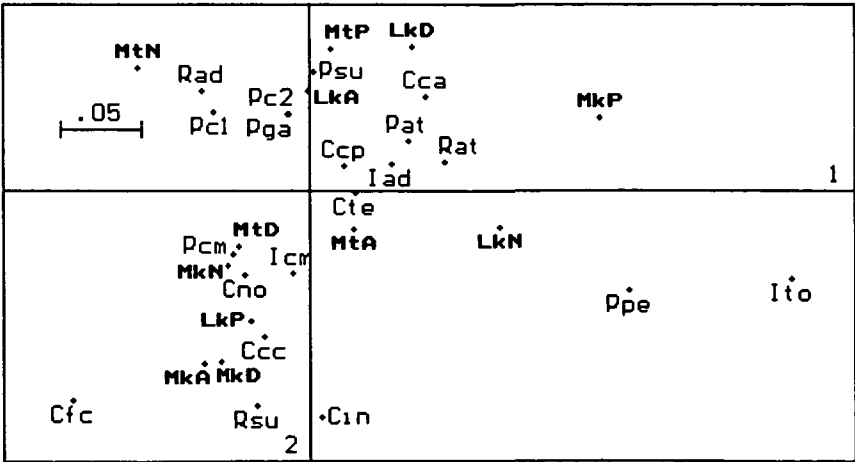 MtP LkD
MtN
Rad Psu
Pc2 LkA Cca
.05 MkP
Pc1 Pga Pat
Ccp Rat
Iad 1
Cte
MtD
Pcm MtA LkN
MkN Icm
Cno Ppe Ito
LkP
Ccc
MkA MkD
Cfc Rsu Cin
2